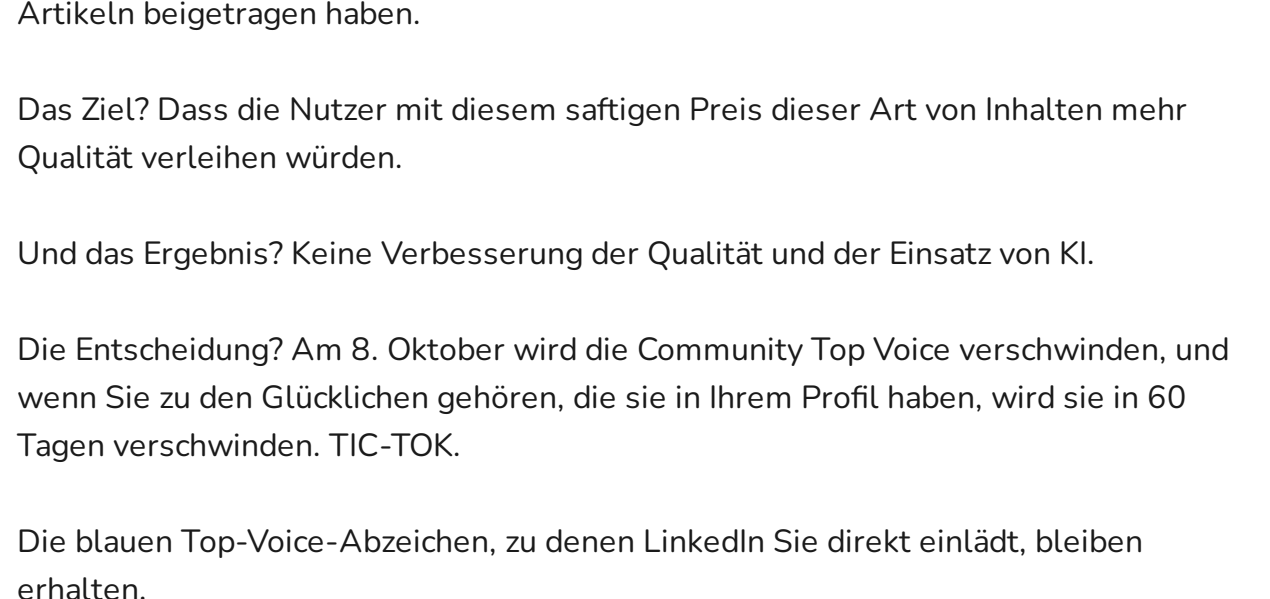 Artikeln beigetragen haben.
Das Ziel? Dass die Nutzer mit diesem saftigen Preis dieser Art von Inhalten mehr
Qualität verleihen würden.
Und das Ergebnis? Keine Verbesserung der Qualität und der Einsatz von KI.
Die Entscheidung? Am 8. Oktober wird die Community Top Voice verschwinden, und
wenn Sie zu den Glücklichen gehören, die sie in Ihrem Profil haben, wird sie in 60
Tagen verschwinden. TIC-TOK.
Die blauen Top-Voice-Abzeichen, zu denen LinkedIn Sie direkt einlädt, bleiben
erhalten.